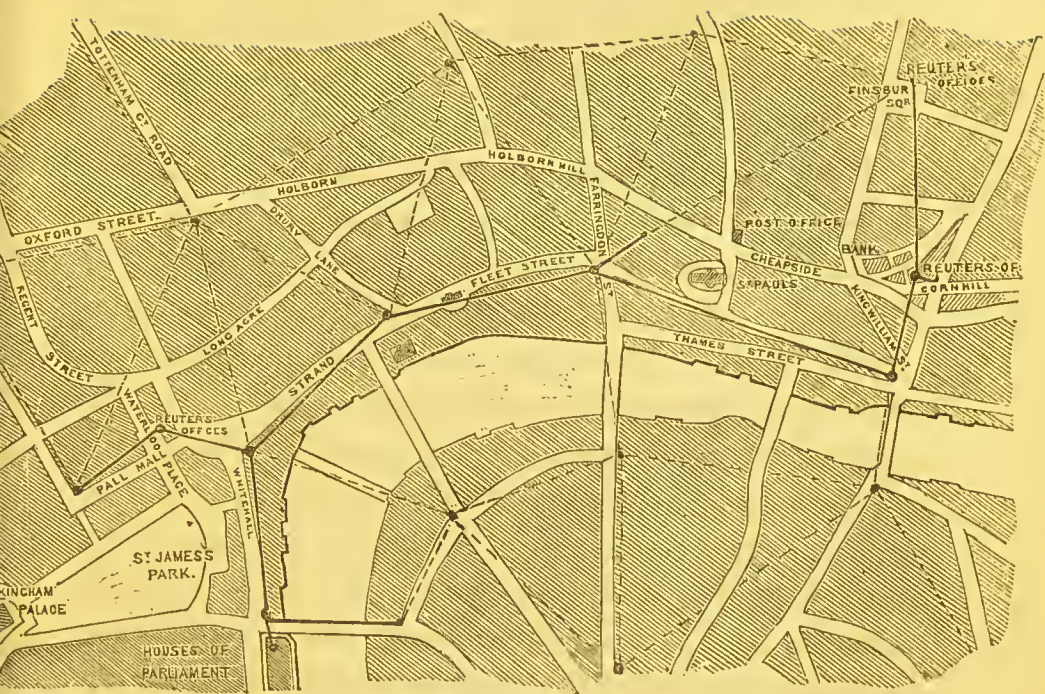 TOTTENHAM CT ROAD
REUTERS
OFFICES
FINSBUR
SQR
HOLBORN HILL
HOLBORN
FARRINGDON
ST
OXFORD STREET.
DRURY
LANE
POST OFFICE
BANK
CHEAPSIDE
ST PAULS
REUTERS OF
CORNHILL
FLEET STREET
KING WILLIAM ST
REGENT
STREET
LONG ACRE
THAMES STREET
STRAND
WATERLOO
PLACE
REUTERS
OFFICES
PALL MALL PLACE
WHITEHALL
ST JAMES'S
PARK.
KINGHAM
PALACE
HOUSES OF
PARLIAMENT